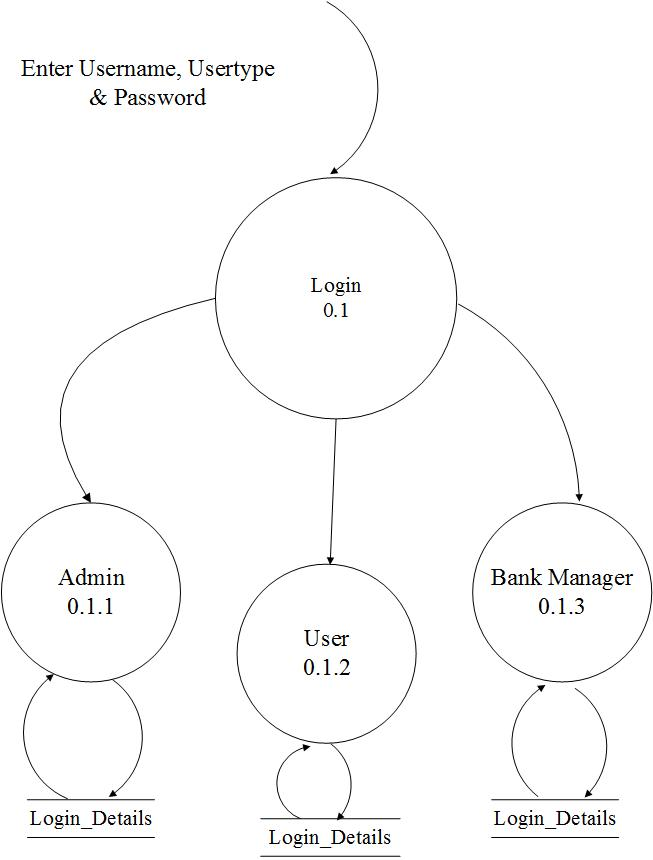 Enter Username, Usertype
& Password
Login
0.1
Admin
0.1.1
User
0.1.2
Bank Manager
0.1.3
Login_Details
Login_Details
Login_Details